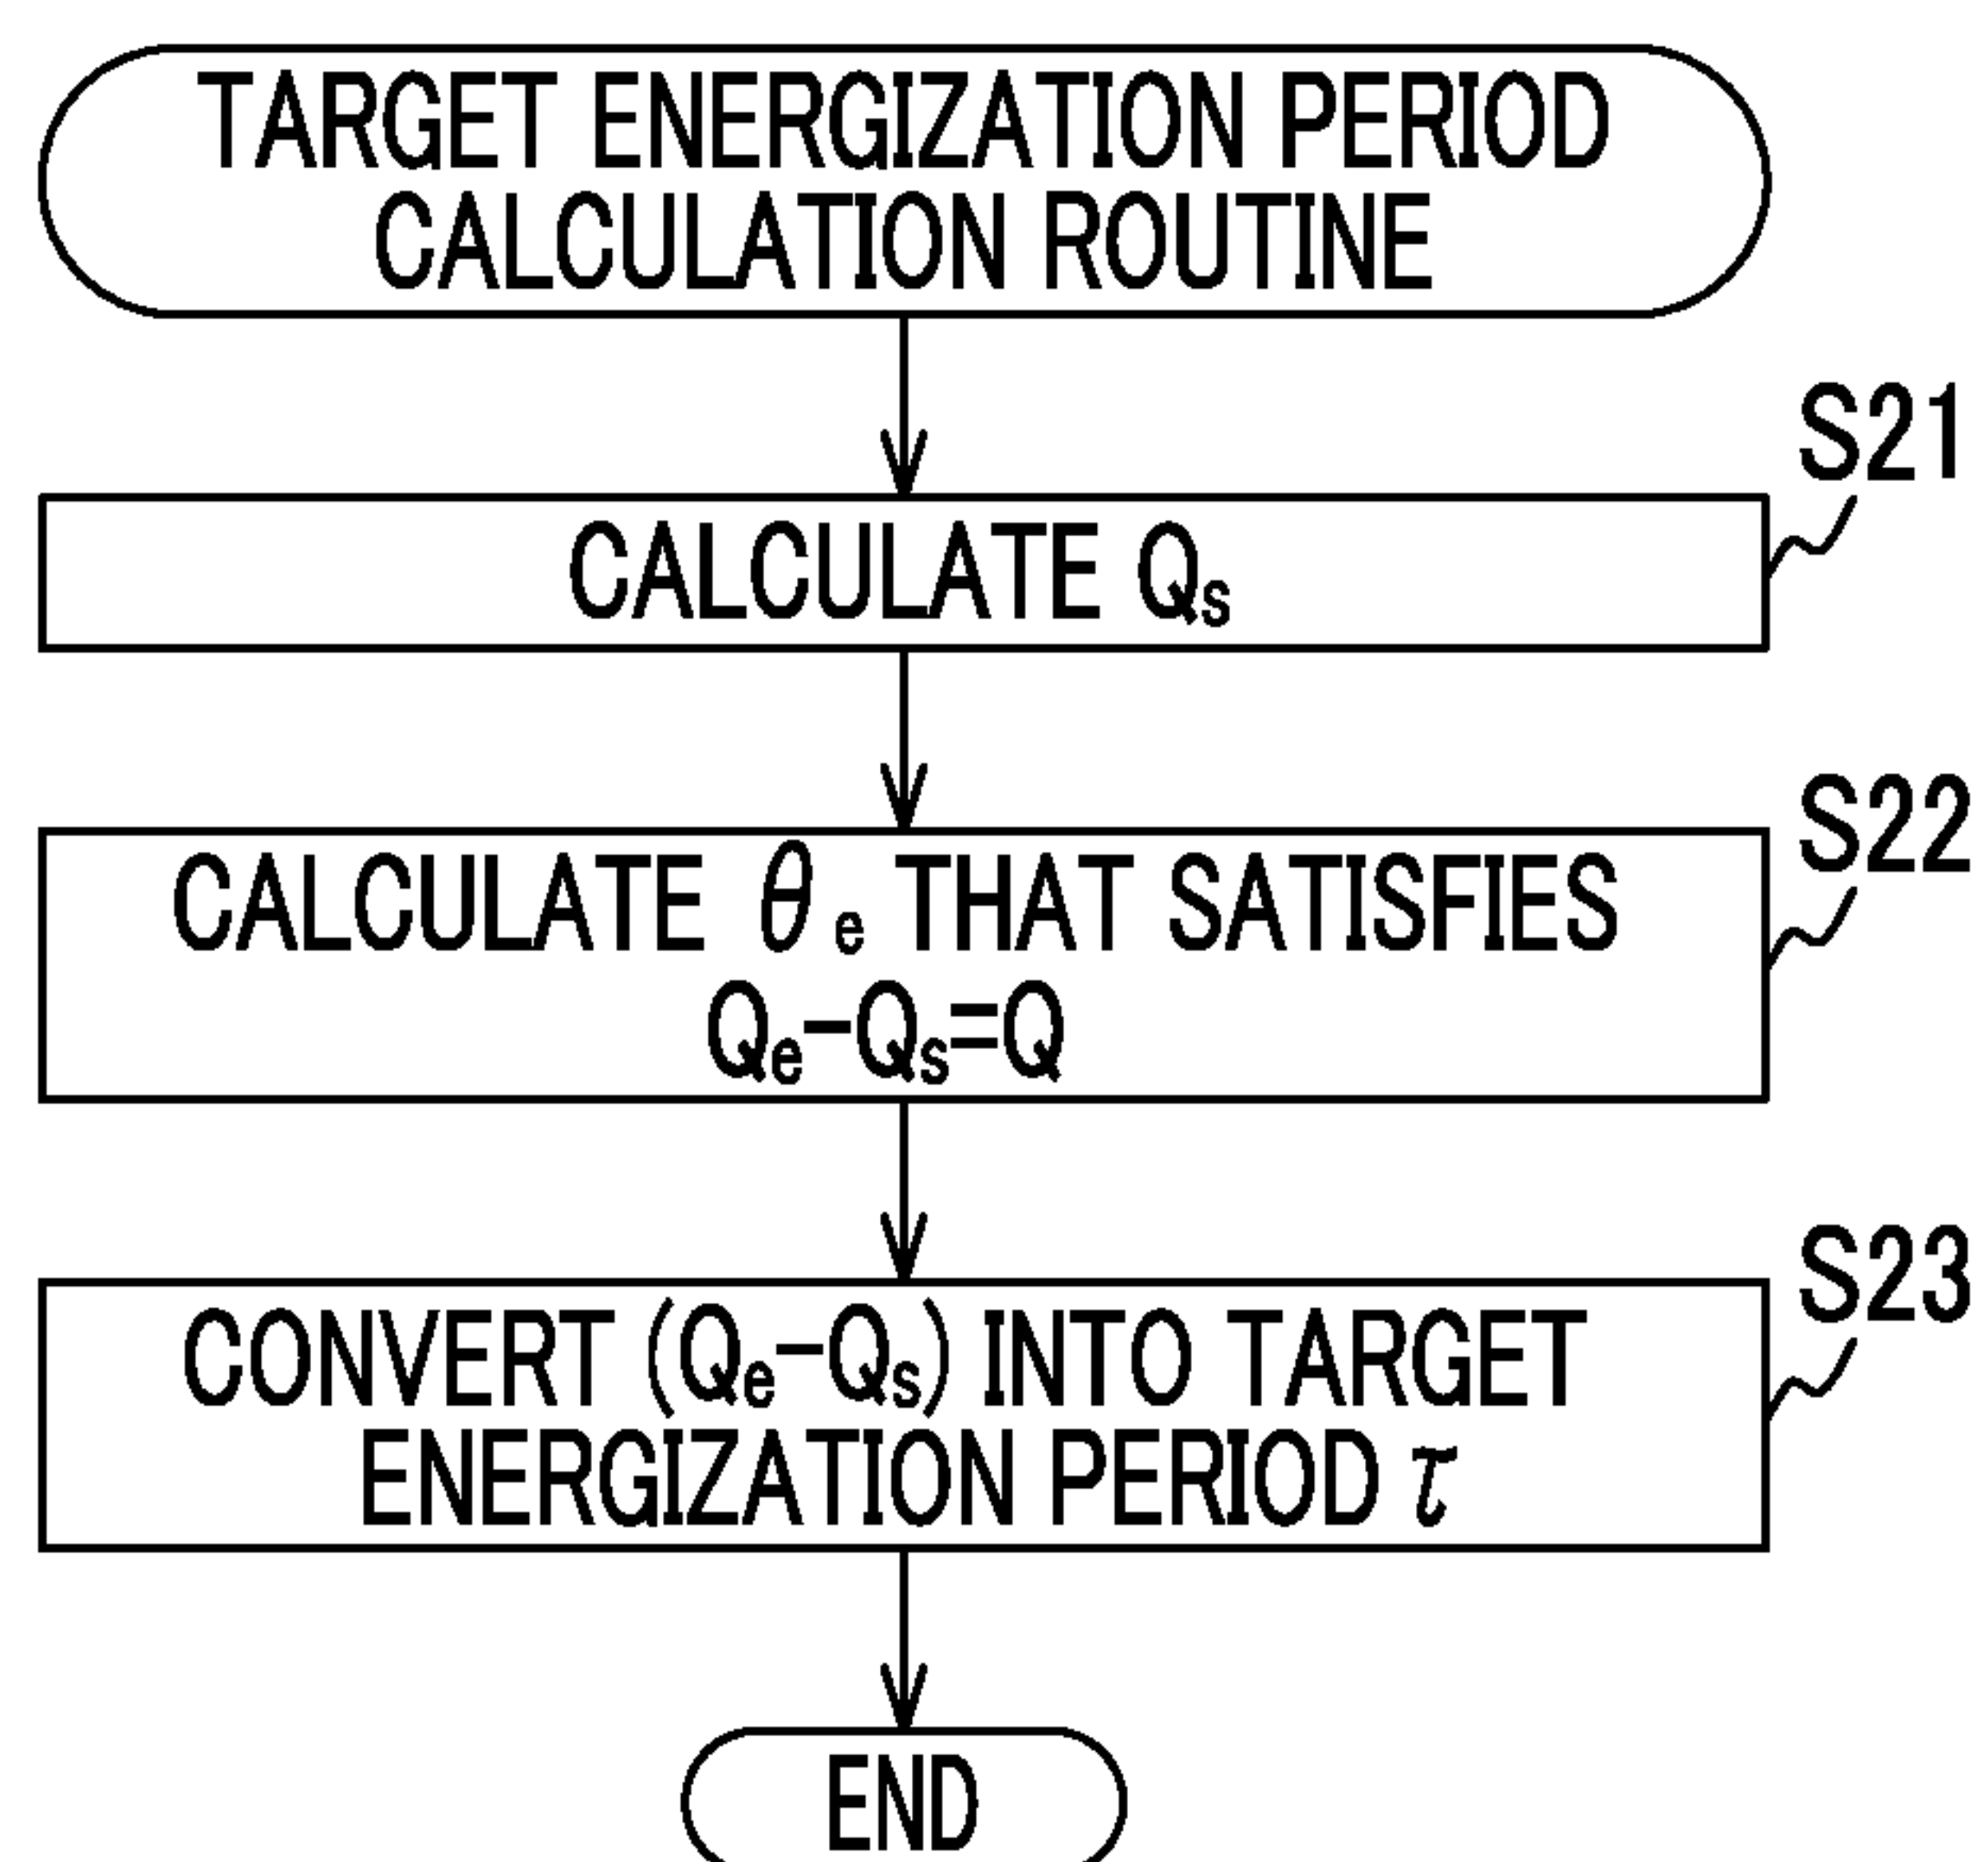 TARGET ENERGIZATION PERIOD
CALCULATION ROUTINE
S21
CALCULATE Qs
S22
CALCULATE θe THAT SATISFIES
Qe-Qs=Q
S23
CONVERT (Qe-Qs) INTO TARGET
ENERGIZATION PERIOD τ
END